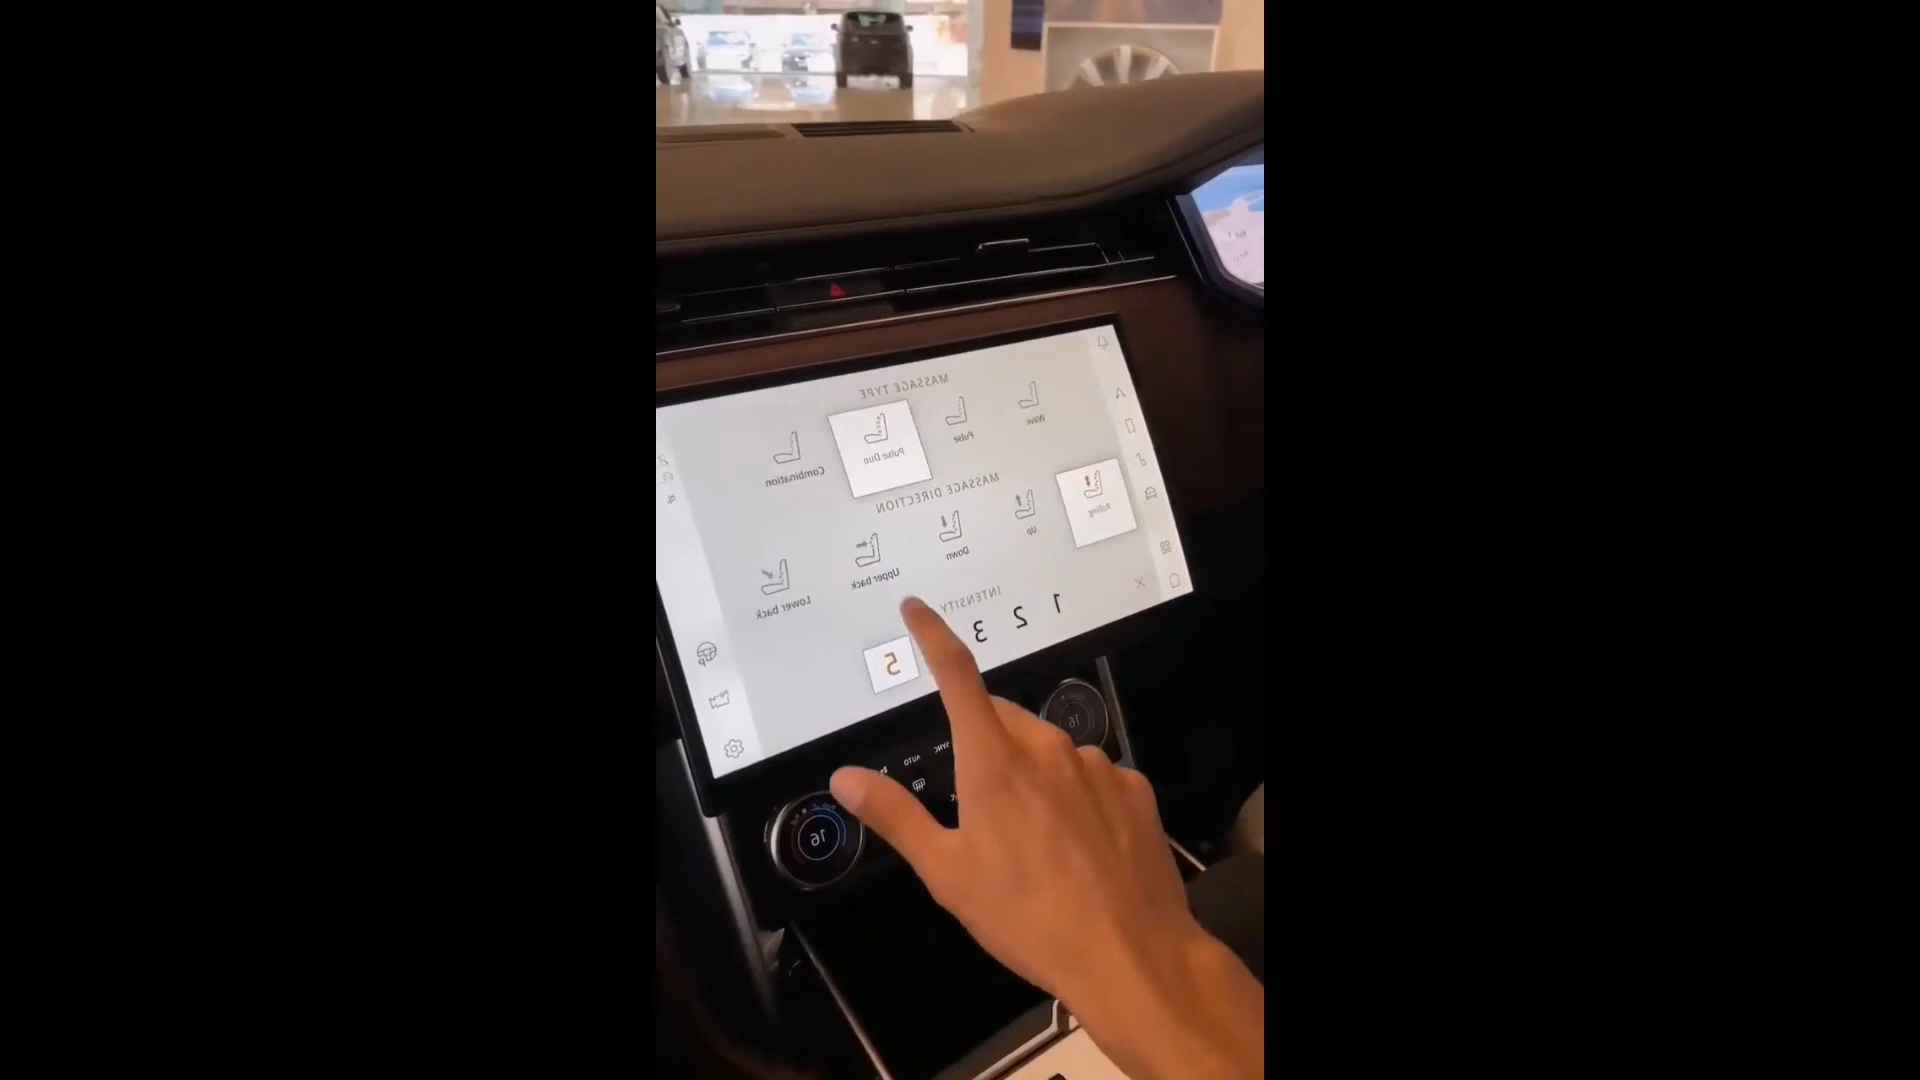 MASSAGE TYPE
Wave
Pulse
Pulse Duo
Combination
MASSAGE DIRECTION
Rolling
Up
Down
Upper back
Lower back
INTENSITY
1
2
3
5
16
SYNC
AUTO
16